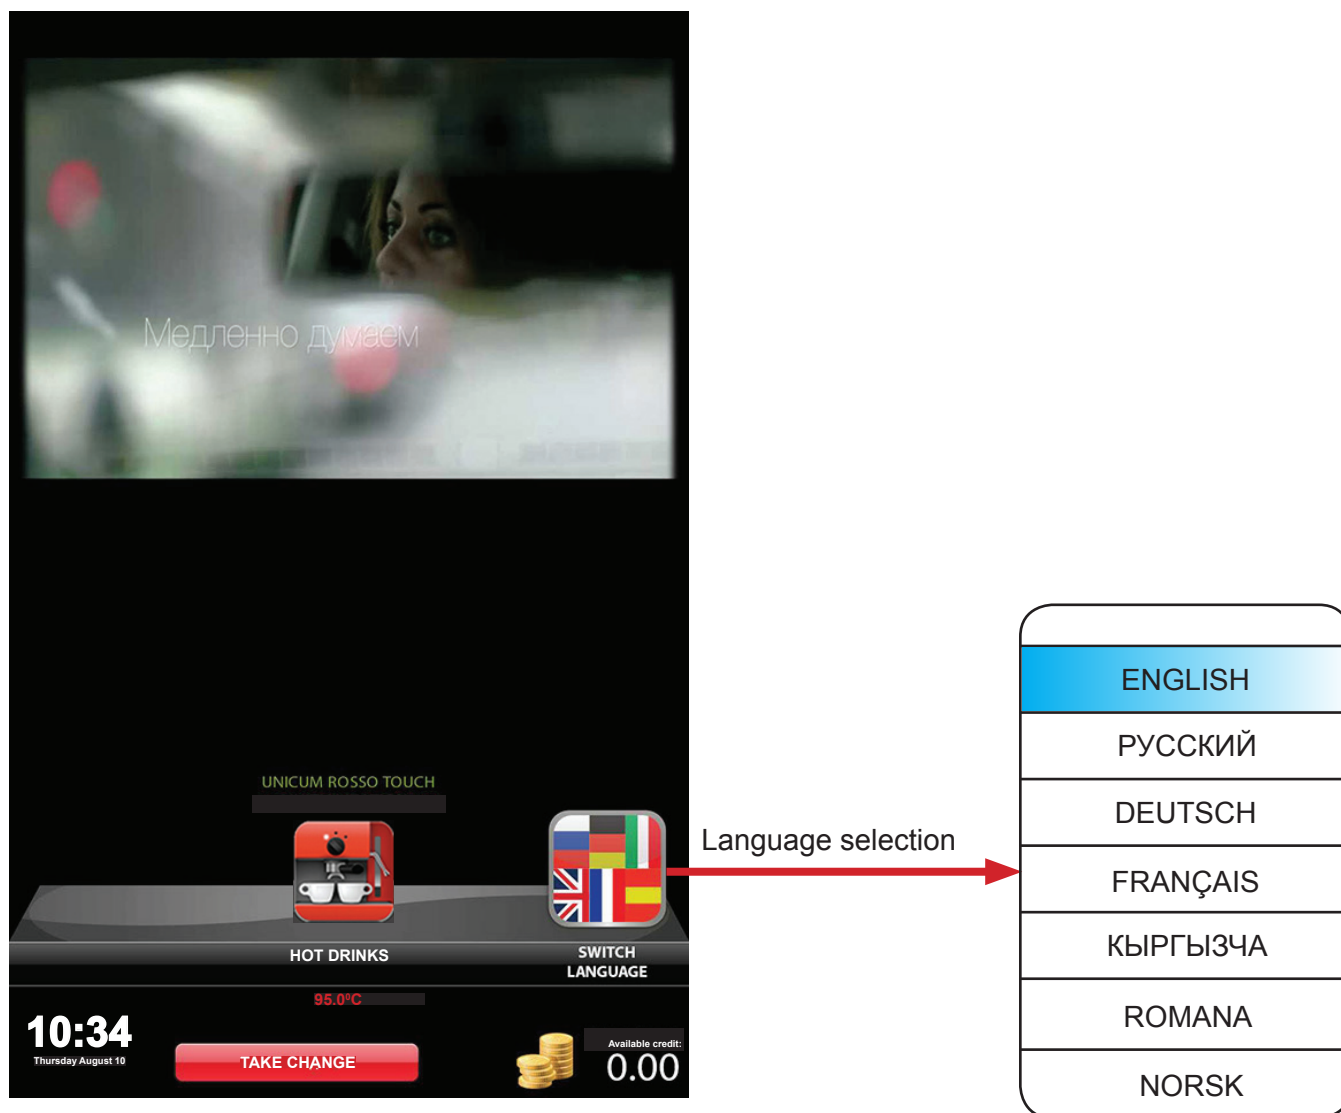 Медленно думаем
UNICUM ROSSO TOUCH
HOT DRINKS
SWITCH
LANGUAGE
95.0°C
10:34
Thursday August 10
TAKE CHANGE
Available credit:
0.00
Language selection
ENGLISH
РУССКИЙ
DEUTSCH
FRANÇAIS
КЫРГЫЗЧА
ROMANA
NORSK